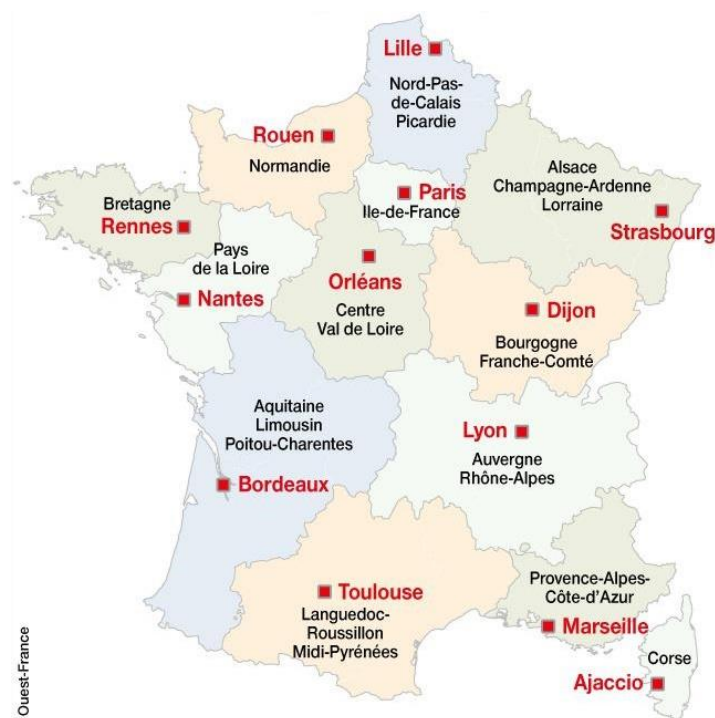 Lille
Nord-Pas-
de-Calais
Picardie
Rouen
Normandie
Paris
Ile-de-France
Alsace
Champagne-Ardenne
Lorraine
Strasbourg
Bretagne
Rennes
Pays
de la Loire
Nantes
Orléans
Centre
Val de Loire
Dijon
Bourgogne
Franche-Comté
Aquitaine
Limousin
Poitou-Charentes
Bordeaux
Lyon
Auvergne
Rhône-Alpes
Toulouse
Languedoc-
Roussillon
Midi-Pyrénées
Provence-Alpes-
Côte-d'Azur
Marseille
Corse
Ajaccio
Ouest-France